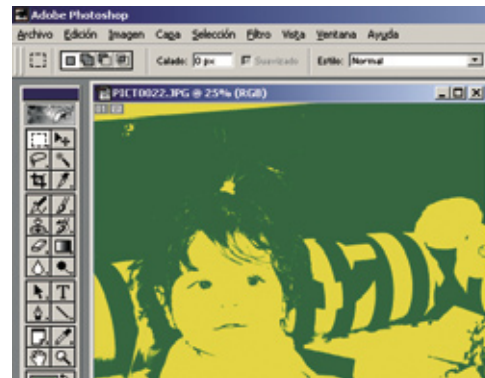 Adobe Photoshop
Archivo Edición Imagen Capa Selección Filtro Vista Ventana Ayuda
Calado: 0 px Suavizado Estilo: Normal
PICT0022.JPG @ 25% (RGB)
T